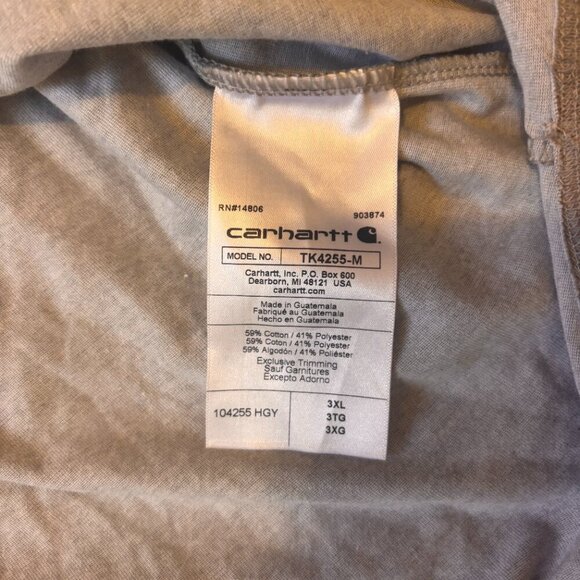 RN#14806 903874
carhartt
MODEL NO. TK4255-M
Carhartt, Inc. P.O. Box 600
Dearborn, MI 48121 USA
carhartt.com
Made in Guatemala
Fabriqué au Guatemala
Hecho en Guatemala
59% Cotton / 41% Polyester
59% Coton / 41% Polyester
59% Algodón / 41% Poliéster
Exclusive Trimming
Sauf Garnitures
Excepto Adorno
104255 HGY
3XL
3TG
3XG